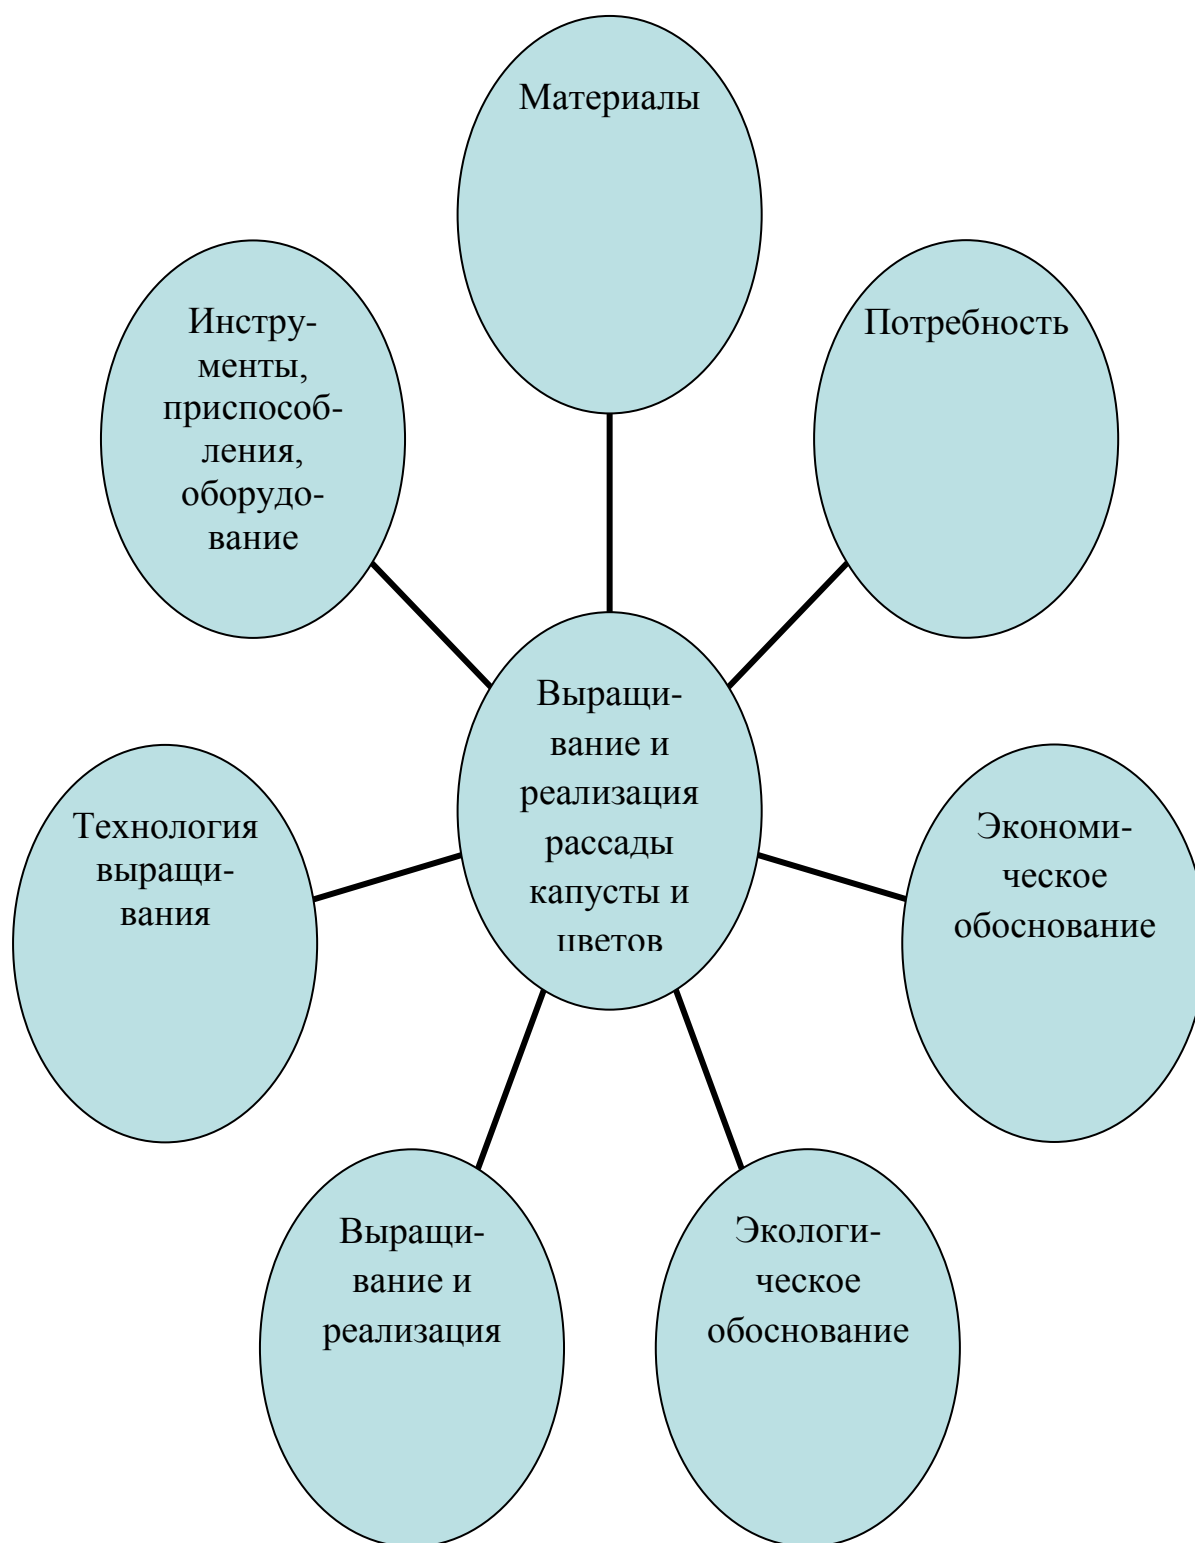 Материалы
Инстру-
менты,
приспособ-
ления,
оборудо-
вание
Потребность
Выращи-
вание и
реализация
рассады
капусты и
цветов
Технология
выращи-
вания
Экономи-
ческое
обоснование
Выращи-
вание и
реализация
Экологи-
ческое
обоснование